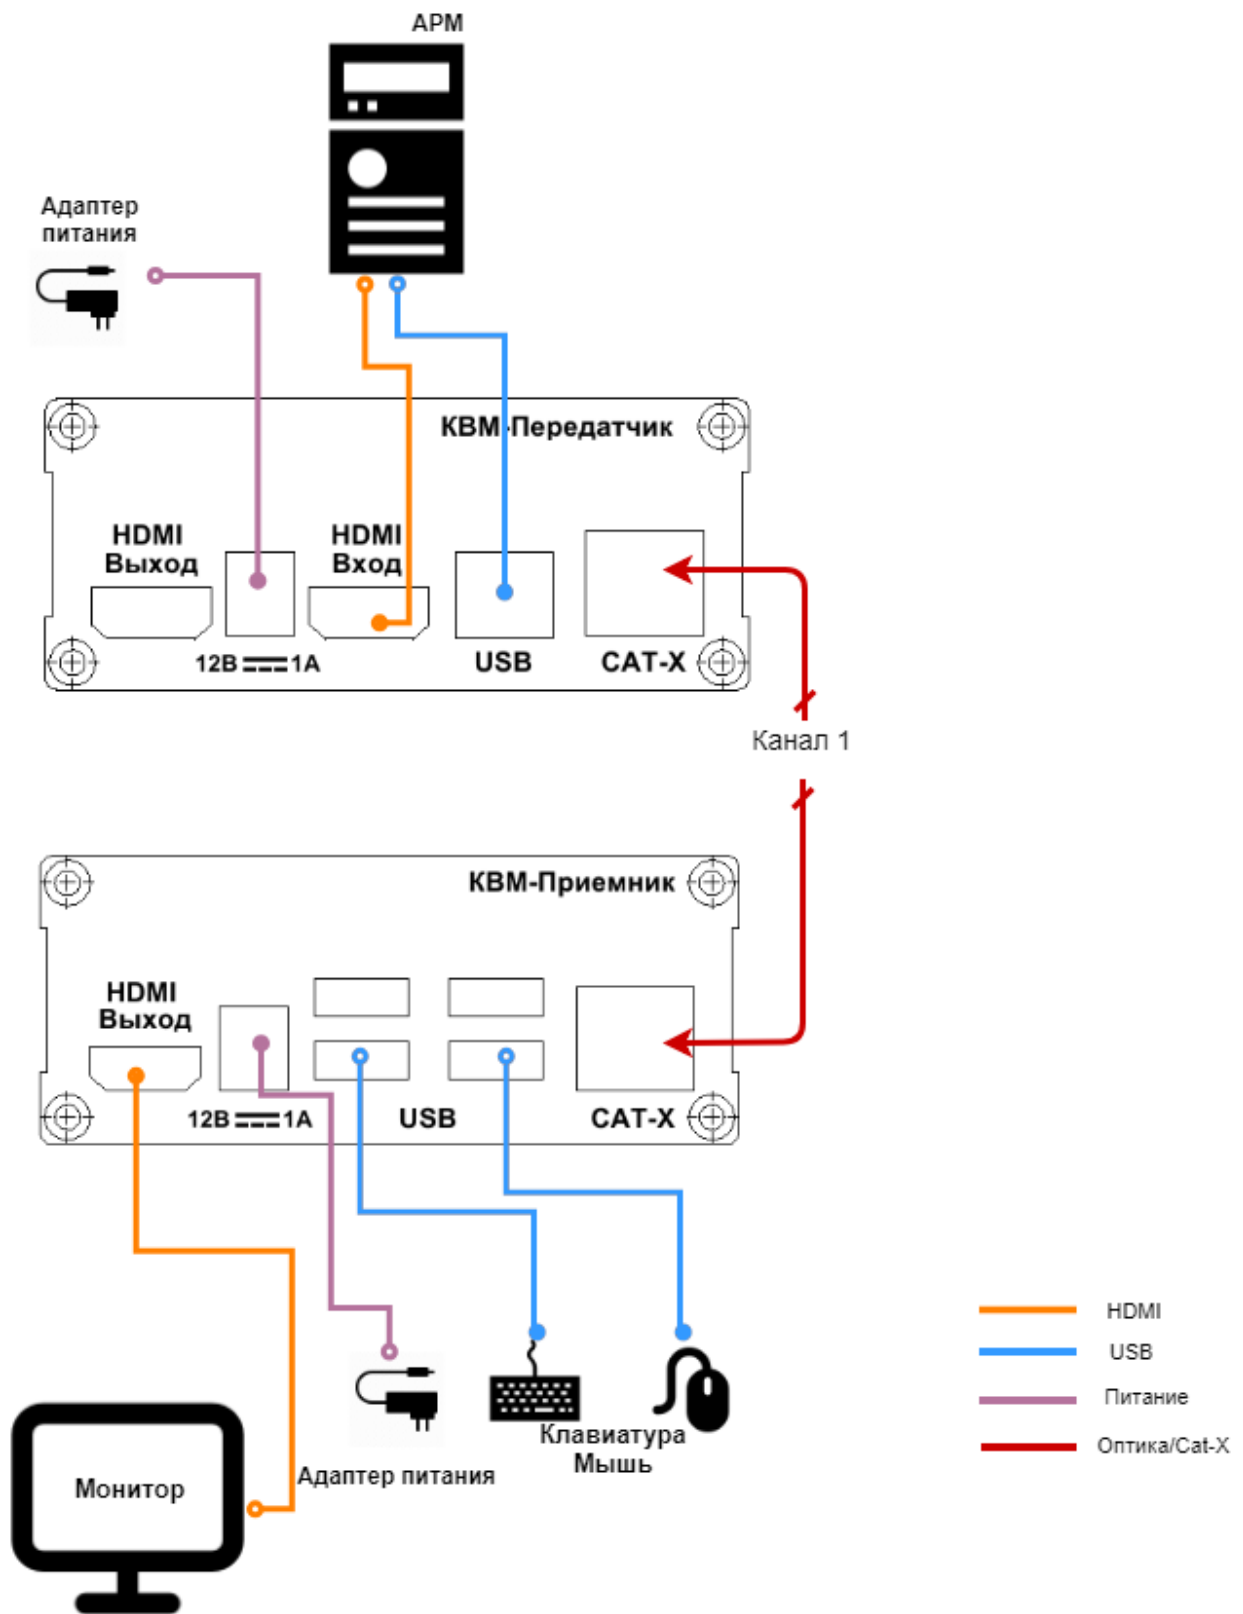 АРМ
Адаптер
питания
КВМ-Передатчик
HDMI
Выход
HDMI
Вход
12В 1А
USB
CAT-X
Канал 1
КВМ-Приемник
HDMI
Выход
12В 1А
USB
CAT-X
HDMI
USB
Питание
Оптика/Cat-X
Клавиатура
Мышь
Адаптер питания
Монитор